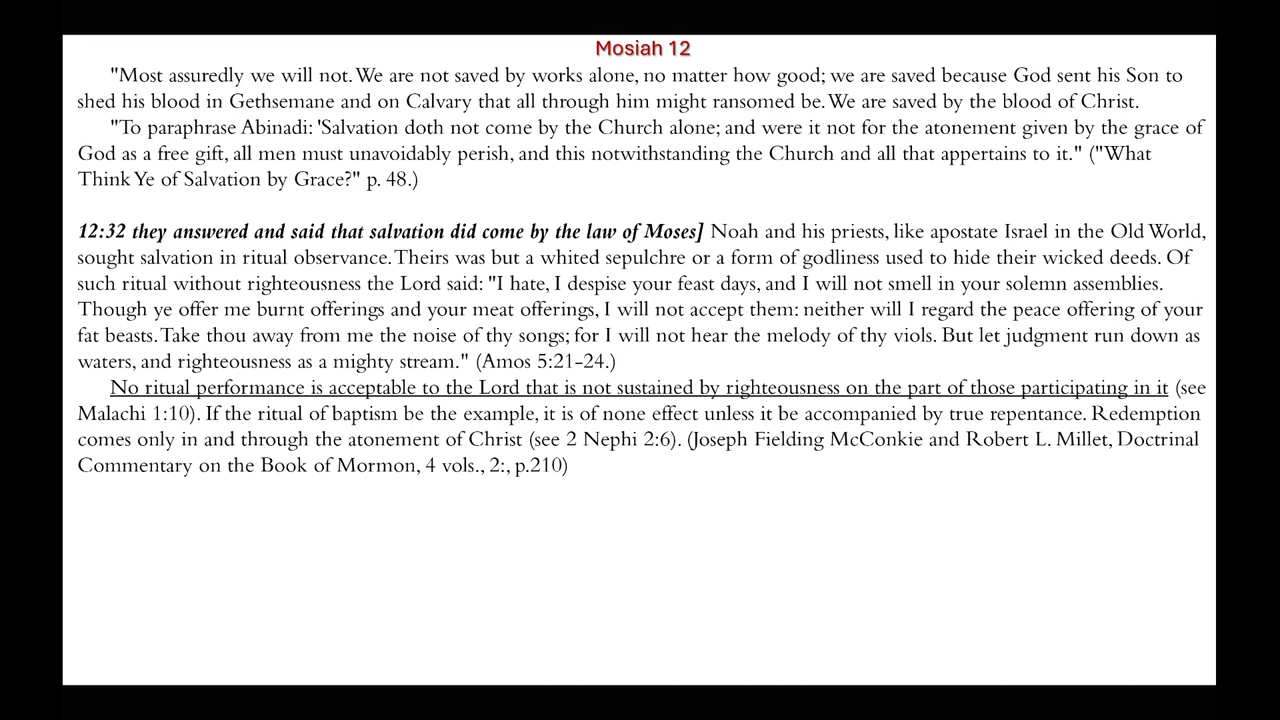 Mosiah 12
"Most assuredly we will not. We are not saved by works alone, no matter how good; we are saved because God sent his Son to
shed his blood in Gethsemane and on Calvary that all through him might ransomed be. We are saved by the blood of Christ.
"To paraphrase Abinadi: 'Salvation doth not come by the Church alone; and were it not for the atonement given by the grace of
God as a free gift, all men must unavoidably perish, and this notwithstanding the Church and all that appertains to it." ("What
Think Ye of Salvation by Grace?" p. 48.)
12:32 they answered and said that salvation did come by the law of Moses] Noah and his priests, like apostate Israel in the Old World,
sought salvation in ritual observance. Theirs was but a whited sepulchre or a form of godliness used to hide their wicked deeds. Of
such ritual without righteousness the Lord said: "I hate, I despise your feast days, and I will not smell in your solemn assemblies.
Though ye offer me burnt offerings and your meat offerings, I will not accept them: neither will I regard the peace offering of your
fat beasts. Take thou away from me the noise of thy songs; for I will not hear the melody of thy viols. But let judgment run down as
waters, and righteousness as a mighty stream." (Amos 5:21-24.)
No ritual performance is acceptable to the Lord that is not sustained by righteousness on the part of those participating in it (see
Malachi 1:10). If the ritual of baptism be the example, it is of none effect unless it be accompanied by true repentance. Redemption
comes only in and through the atonement of Christ (see 2 Nephi 2:6). (Joseph Fielding McConkie and Robert L. Millet, Doctrinal
Commentary on the Book of Mormon, 4 vols., 2:, p.210)